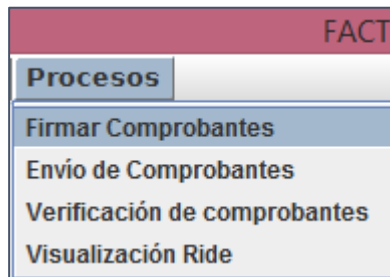 FACT
Procesos
Firmar Comprobantes
Envío de Comprobantes
Verificación de comprobantes
Visualización Ride